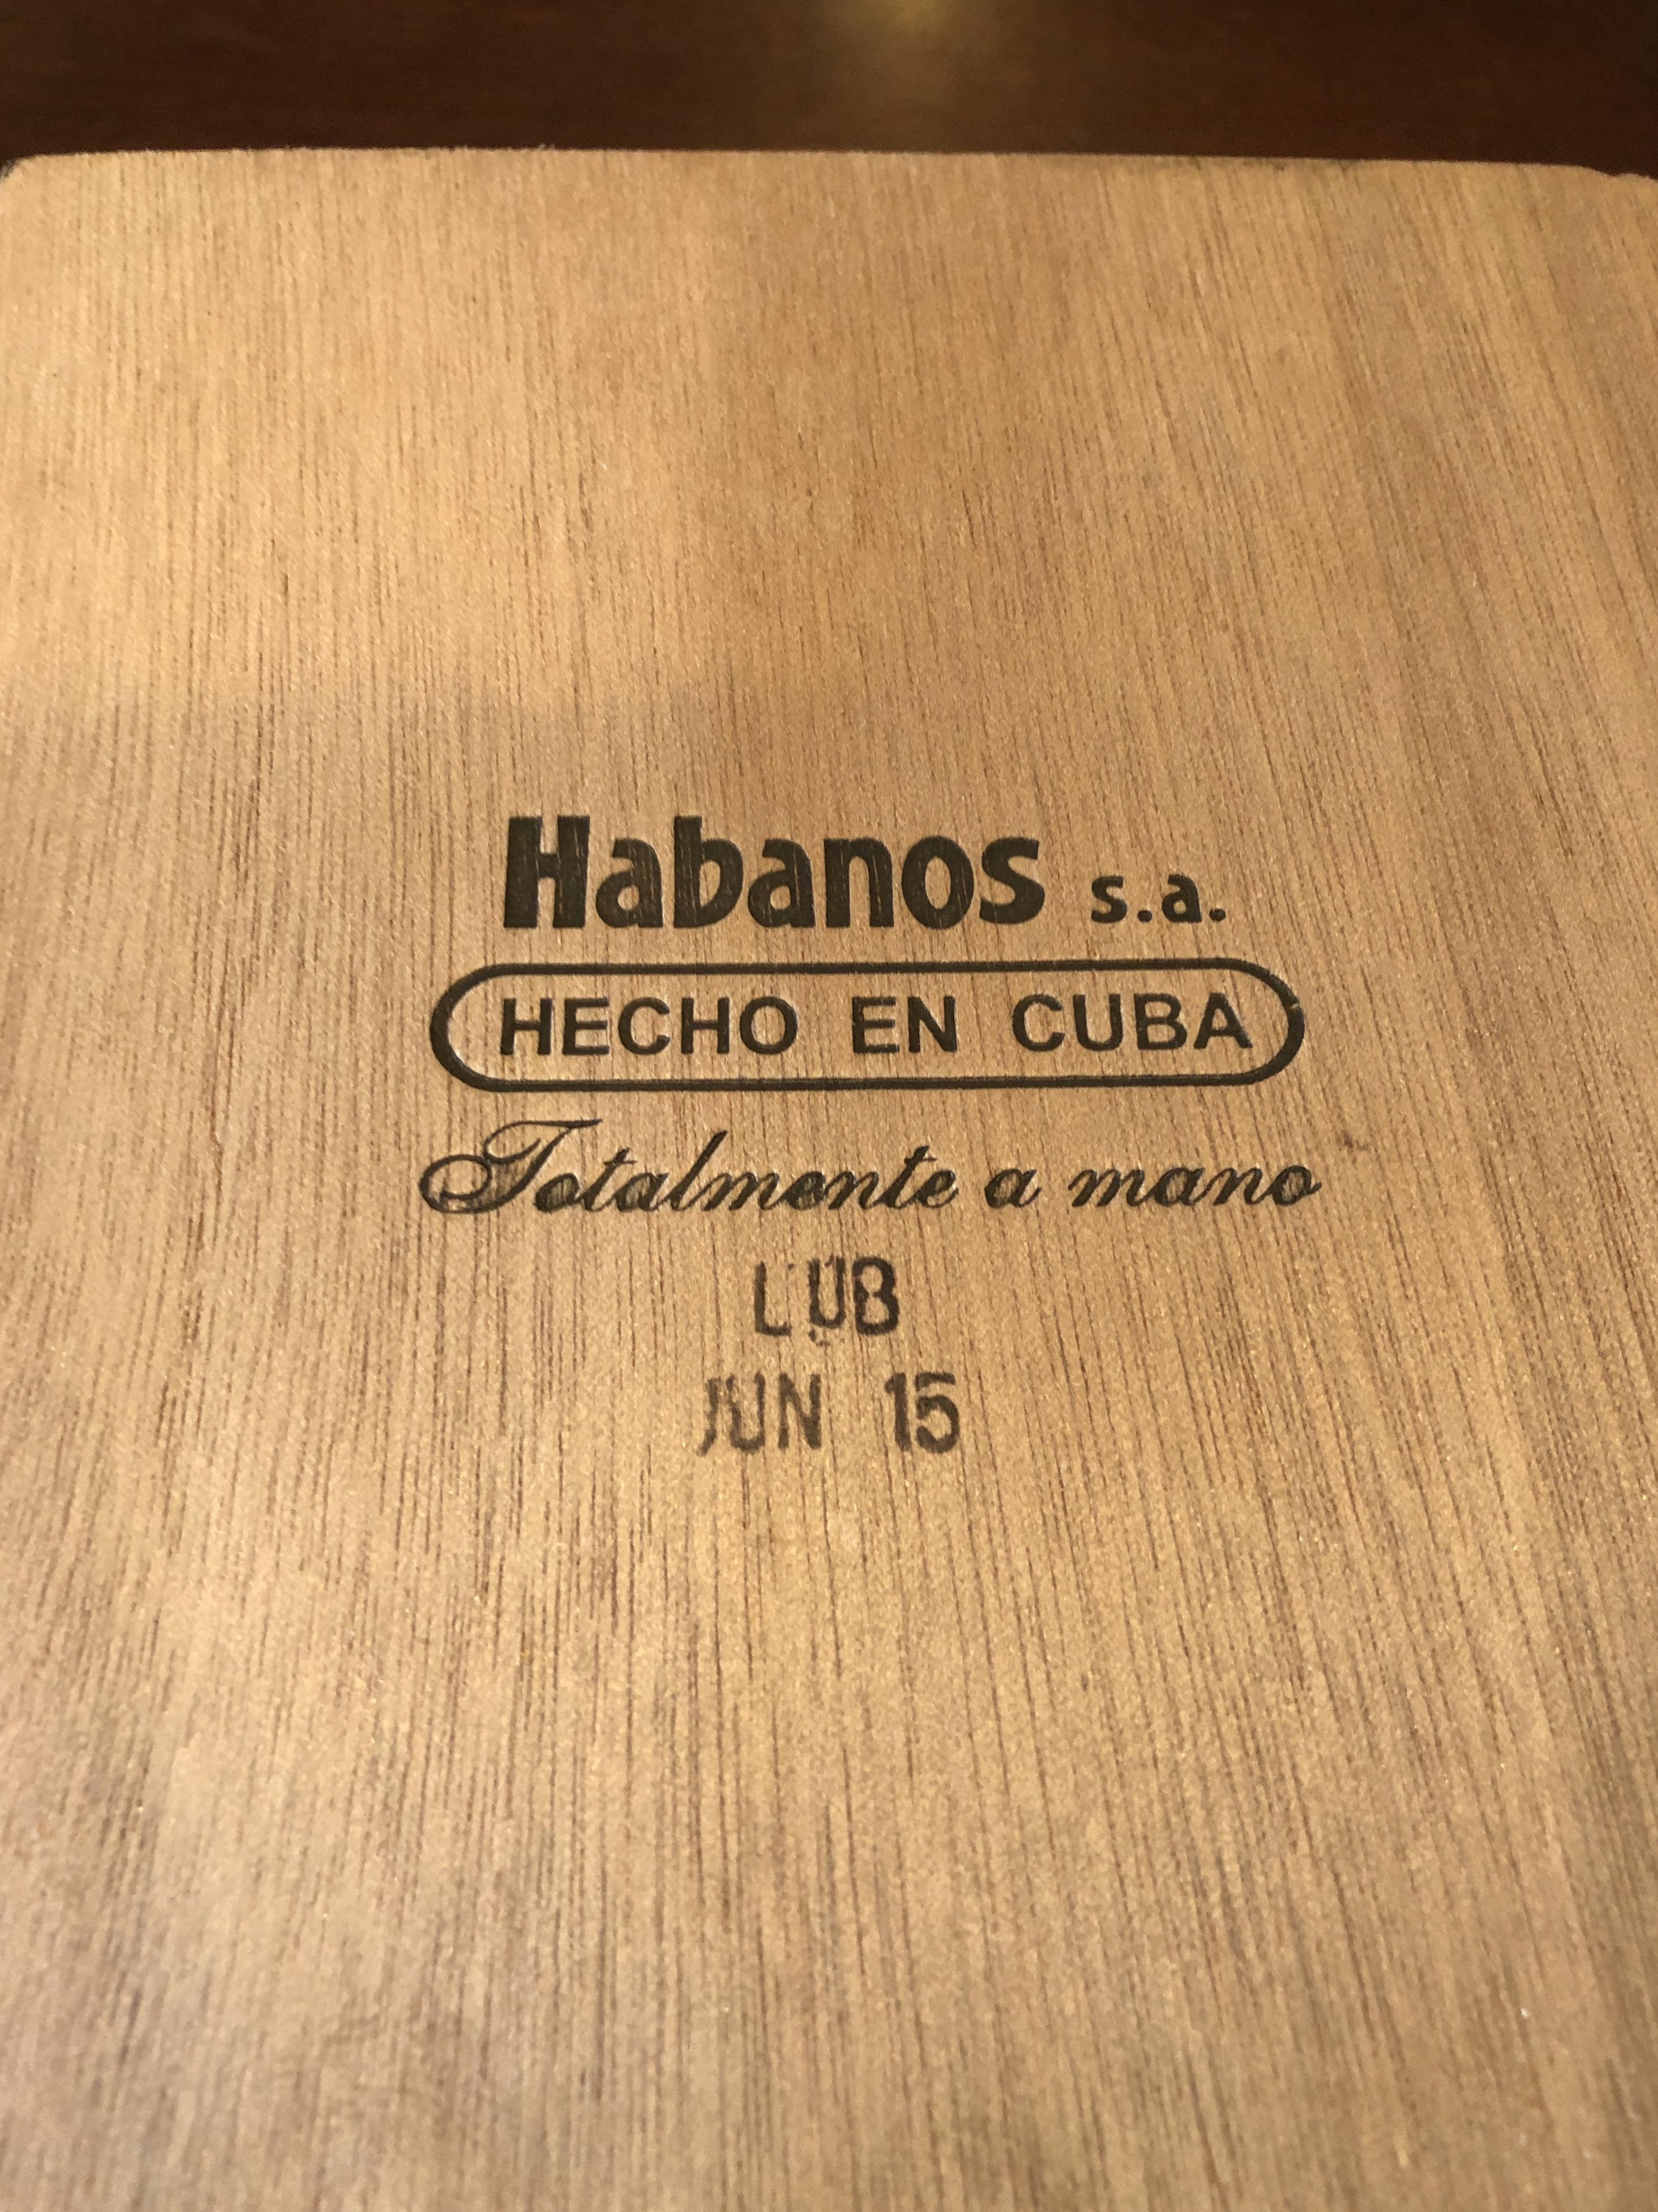 Habanos s.a.
HECHO EN CUBA
Totalmente a mano
LUB
JUN 15